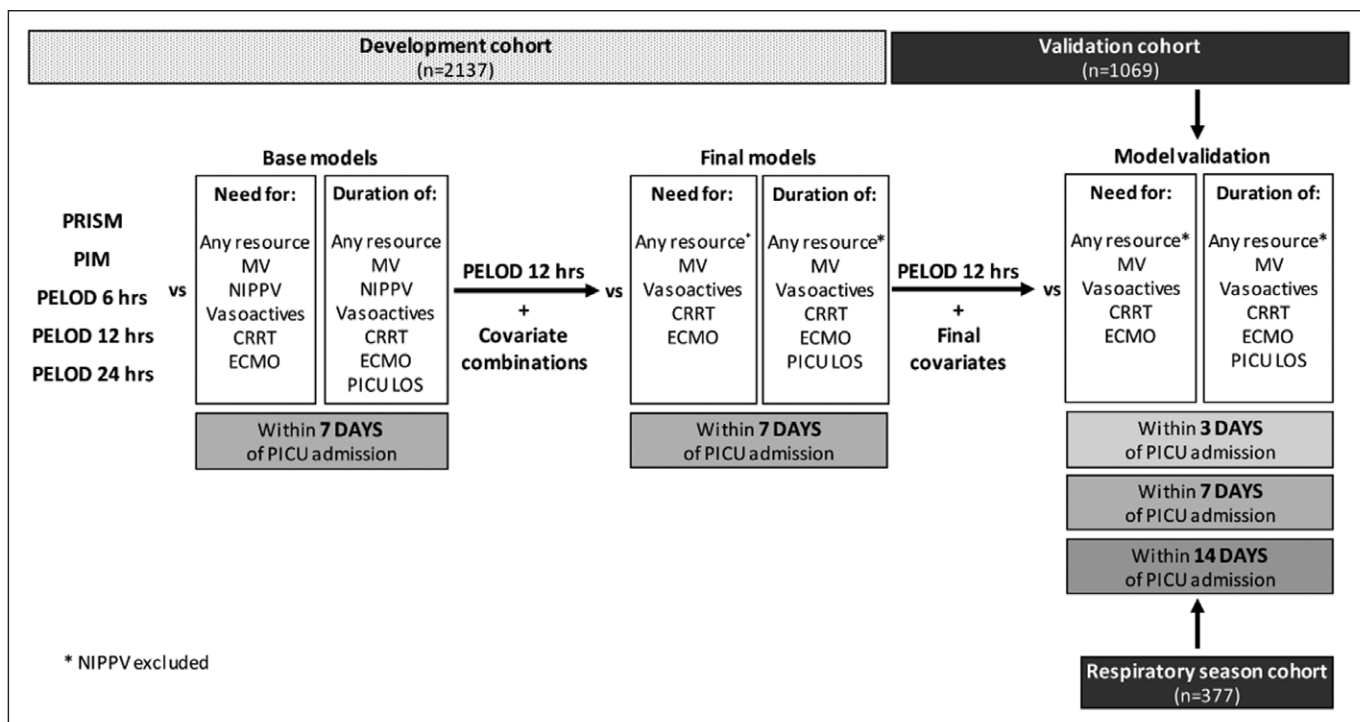 Development cohort
(n=2137)
Validation cohort
(n=1069)
Base models
Final models
Model validation
PRISM
PIM
PELOD 6 hrs
PELOD 12 hrs
PELOD 24 hrs
vs
Need for:
Any resource
MV
NIPPV
Vasoactives
CRRT
ECMO
Duration of:
Any resource
MV
NIPPV
Vasoactives
CRRT
ECMO
PICU LOS
Within 7 DAYS
of PICU admission
PELOD 12 hrs
+
Covariate
combinations
vs
Need for:
Any resource*
MV
Vasoactives
CRRT
ECMO
Duration of:
Any resource*
MV
Vasoactives
CRRT
ECMO
PICU LOS
Within 7 DAYS
of PICU admission
PELOD 12 hrs
+
Final
covariates
vs
Need for:
Any resource*
MV
Vasoactives
CRRT
ECMO
Duration of:
Any resource*
MV
Vasoactives
CRRT
ECMO
PICU LOS
Within 3 DAYS
of PICU admission
Within 7 DAYS
of PICU admission
Within 14 DAYS
of PICU admission
* NIPPV excluded
Respiratory season cohort
(n=377)